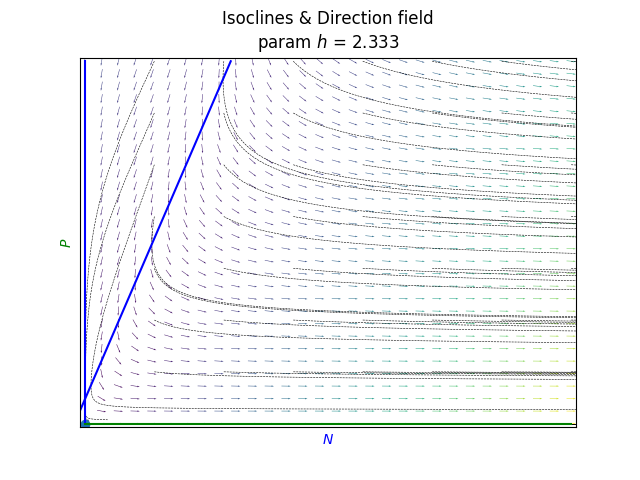 Isoclines & Direction field
param h = 2.333
P
N